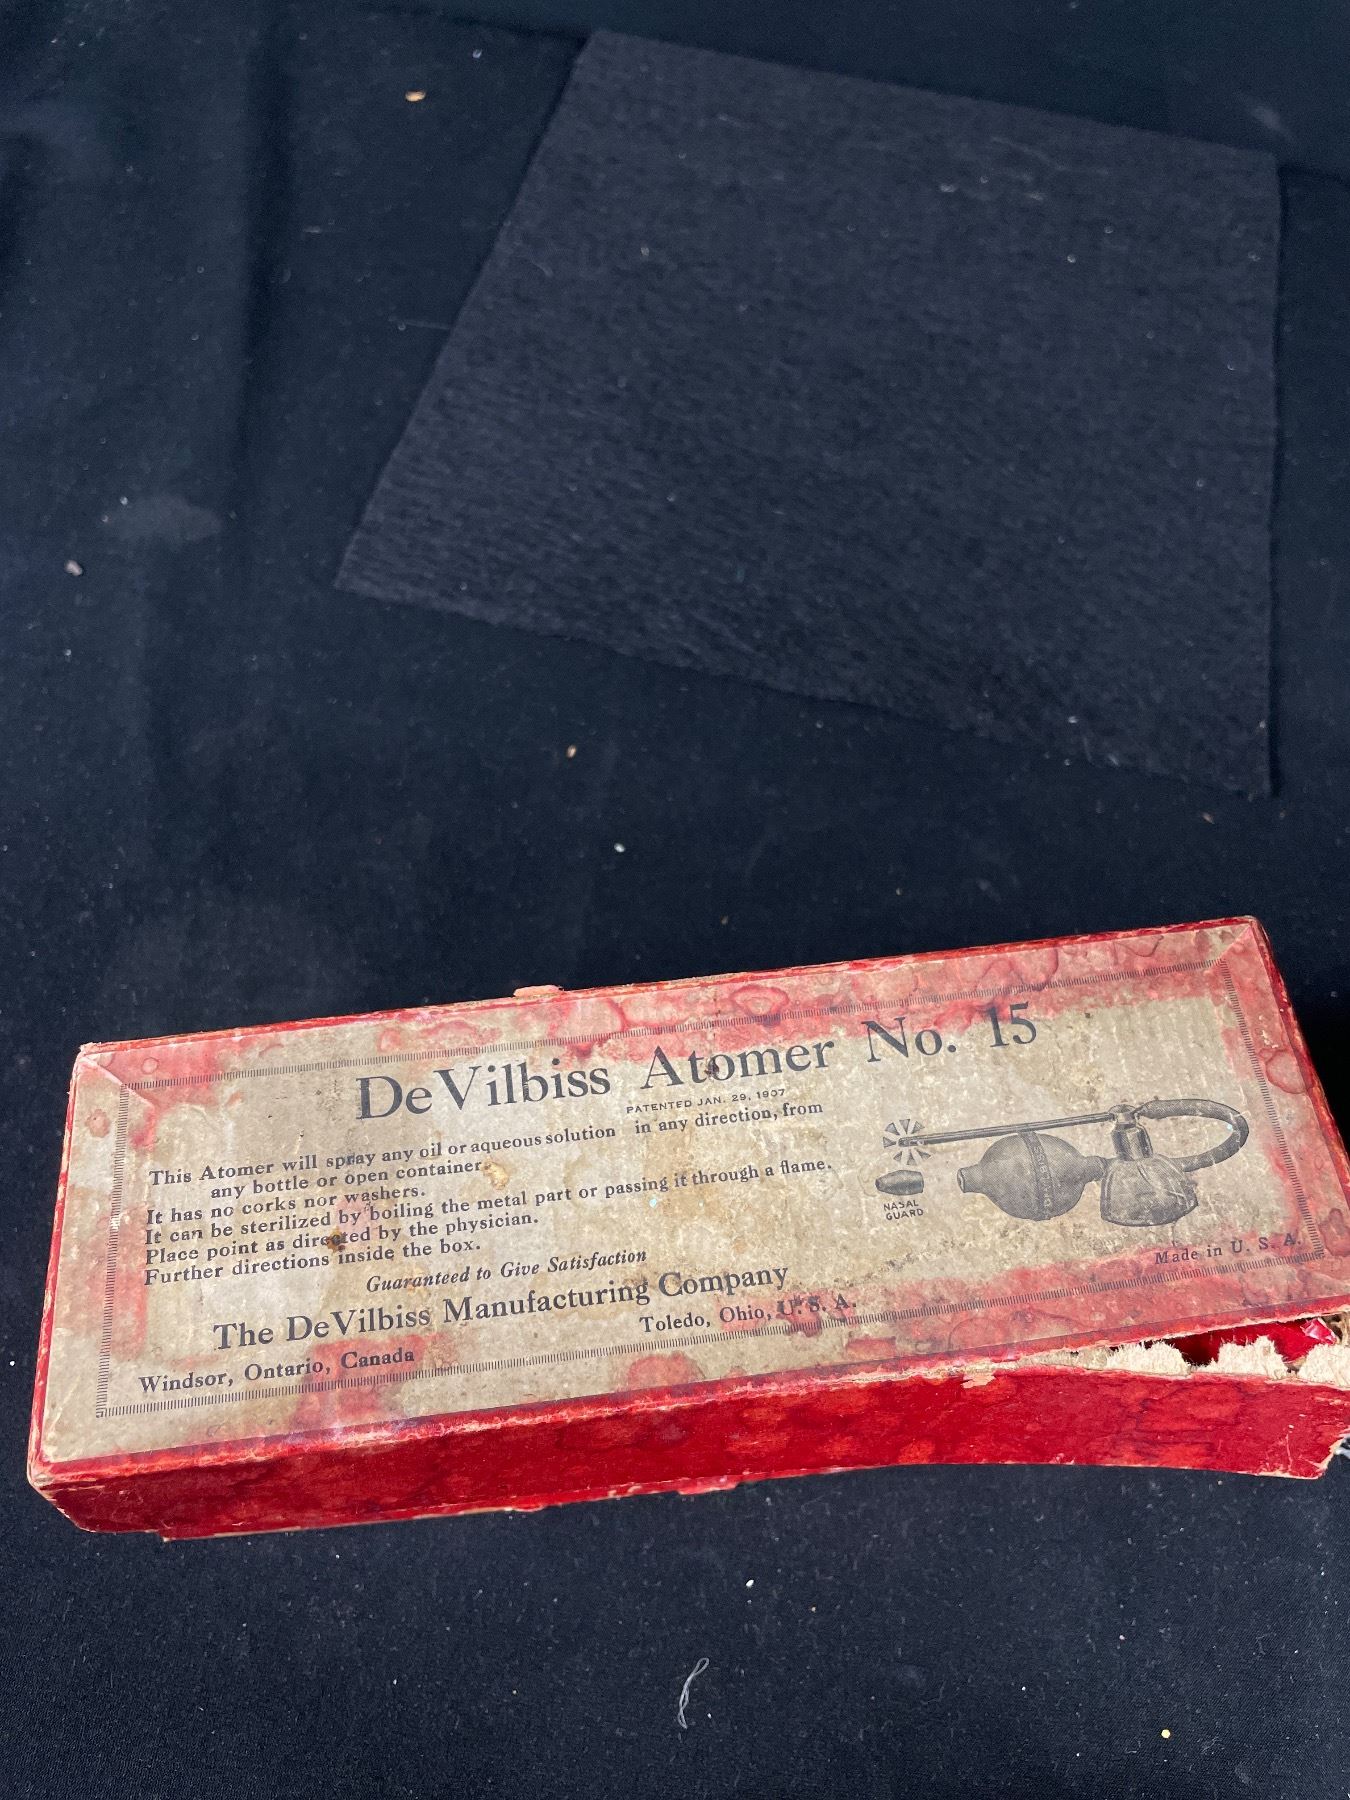 DeVilbiss Atomer No. 15
PATENTED JAN. 29, 1907
This Atomer will spray any oil or aqueous solution in any direction, from
any bottle or open container.
It has no corks nor washers.
It can be sterilized by boiling the metal part or passing it through a flame.
Place point as directed by the physician.
Further directions inside the box.
Guaranteed to Give Satisfaction
The DeVilbiss Manufacturing Company
Toledo, Ohio, U. S. A.
Windsor, Ontario, Canada
NASAL
GUARD
Made in U. S. A.